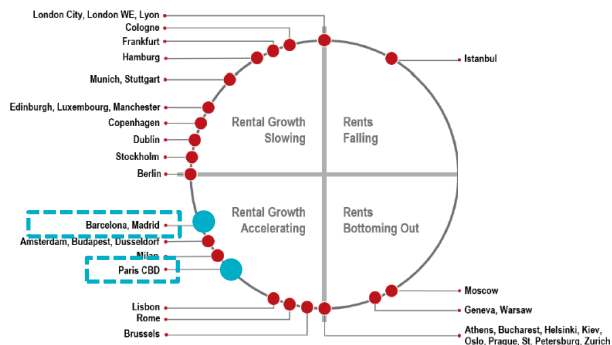 London City, London WE, Lyon
Cologne
Frankfurt
Hamburg
Munich, Stuttgart
Edinburgh, Luxembourg, Manchester
Copenhagen
Dublin
Stockholm
Berlin
Barcelona, Madrid
Amsterdam, Budapest, Dusseldorf
Milan
Paris CBD
Lisbon
Rome
Brussels
Rental Growth
Slowing
Rents
Falling
Rental Growth
Accelerating
Rents
Bottoming Out
Istanbul
Moscow
Geneva, Warsaw
Athens, Bucharest, Helsinki, Kiev,
Oslo, Prague, St. Petersburg, Zurich